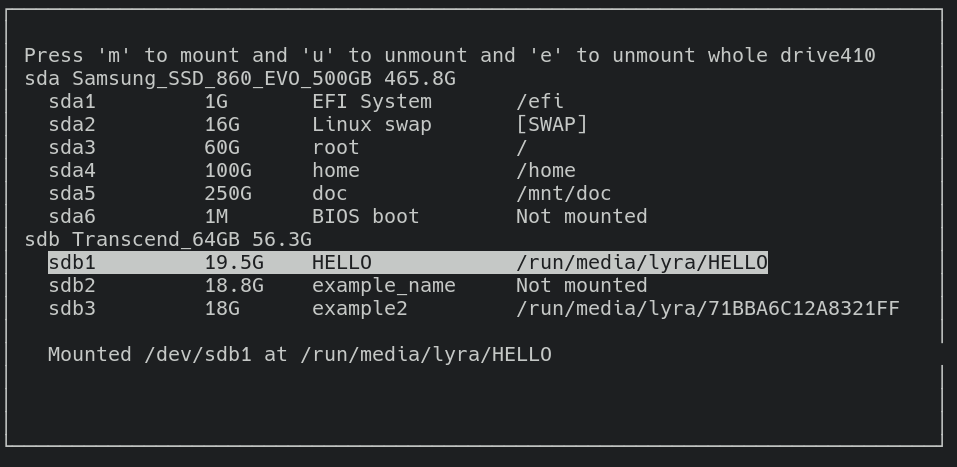 Press 'm' to mount and 'u' to unmount and 'e' to unmount whole drive410
sda Samsung_SSD_860_EVO_500GB 465.8G
sda1 1G EFI System /efi
sda2 16G Linux swap [SWAP]
sda3 60G root /
sda4 100G home /home
sda5 250G doc /mnt/doc
sda6 1M BIOS boot Not mounted
sdb Transcend_64GB 56.3G
sdb1 19.5G HELLO /run/media/lyra/HELLO
sdb2 18.8G example_name Not mounted
sdb3 18G example2 /run/media/lyra/71BBA6C12A8321FF
Mounted /dev/sdb1 at /run/media/lyra/HELLO